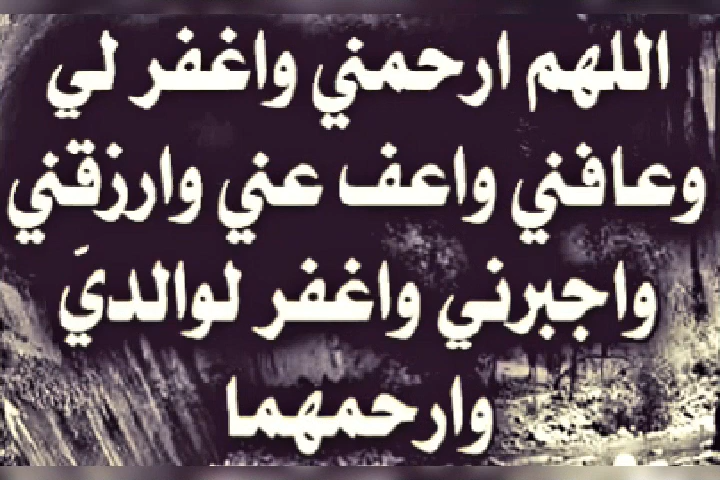 اللهم ارحمني واغفر لي
وعافني واعف عني وارزقني
واجبرني واغفر لوالديَ
وارحمهما